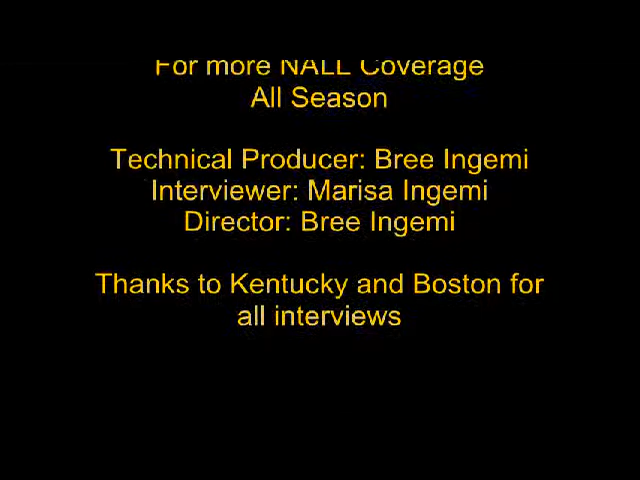 For more NALL Coverage
All Season
Technical Producer: Bree Ingemi
Interviewer: Marisa Ingemi
Director: Bree Ingemi
Thanks to Kentucky and Boston for
all interviews